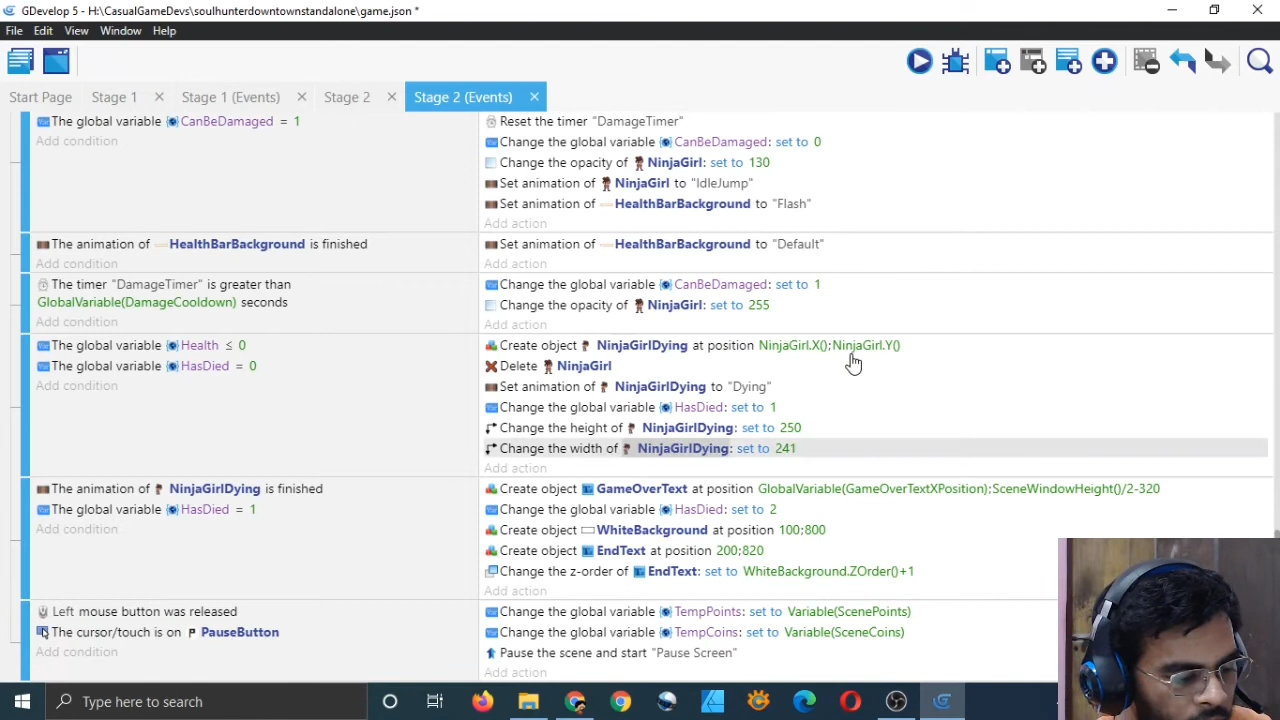 GDevelop 5 - H:\CasualGameDevs\soulhunterdowntownstandalone\game.json *
File Edit View Window Help
Start Page Stage 1 Stage 1 (Events) Stage 2 Stage 2 (Events)
The global variable CanBeDamaged = 1
Add condition
Reset the timer "DamageTimer"
Change the global variable CanBeDamaged: set to 0
Change the opacity of NinjaGirl: set to 130
Set animation of NinjaGirl to "IdleJump"
Set animation of HealthBarBackground to "Flash"
Add action
The animation of HealthBarBackground is finished
Add condition
Set animation of HealthBarBackground to "Default"
Add action
The timer "DamageTimer" is greater than
GlobalVariable(DamageCooldown) seconds
Add condition
Change the global variable CanBeDamaged: set to 1
Change the opacity of NinjaGirl: set to 255
Add action
The global variable Health ≤ 0
The global variable HasDied = 0
Add condition
Create object NinjaGirlDying at position NinjaGirl.X();NinjaGirl.Y()
Delete NinjaGirl
Set animation of NinjaGirlDying to "Dying"
Change the global variable HasDied: set to 1
Change the height of NinjaGirlDying: set to 250
Change the width of NinjaGirlDying: set to 241
Add action
The animation of NinjaGirlDying is finished
The global variable HasDied = 1
Add condition
Create object GameOverText at position GlobalVariable(GameOverTextXPosition);SceneWindowHeight()/2-320
Change the global variable HasDied: set to 2
Create object WhiteBackground at position 100;800
Create object EndText at position 200;820
Change the z-order of EndText: set to WhiteBackground.ZOrder()+1
Add action
Left mouse button was released
The cursor/touch is on PauseButton
Add condition
Change the global variable TempPoints: set to Variable(ScenePoints)
Change the global variable TempCoins: set to Variable(SceneCoins)
Pause the scene and start "Pause Screen"
Add action
Type here to search